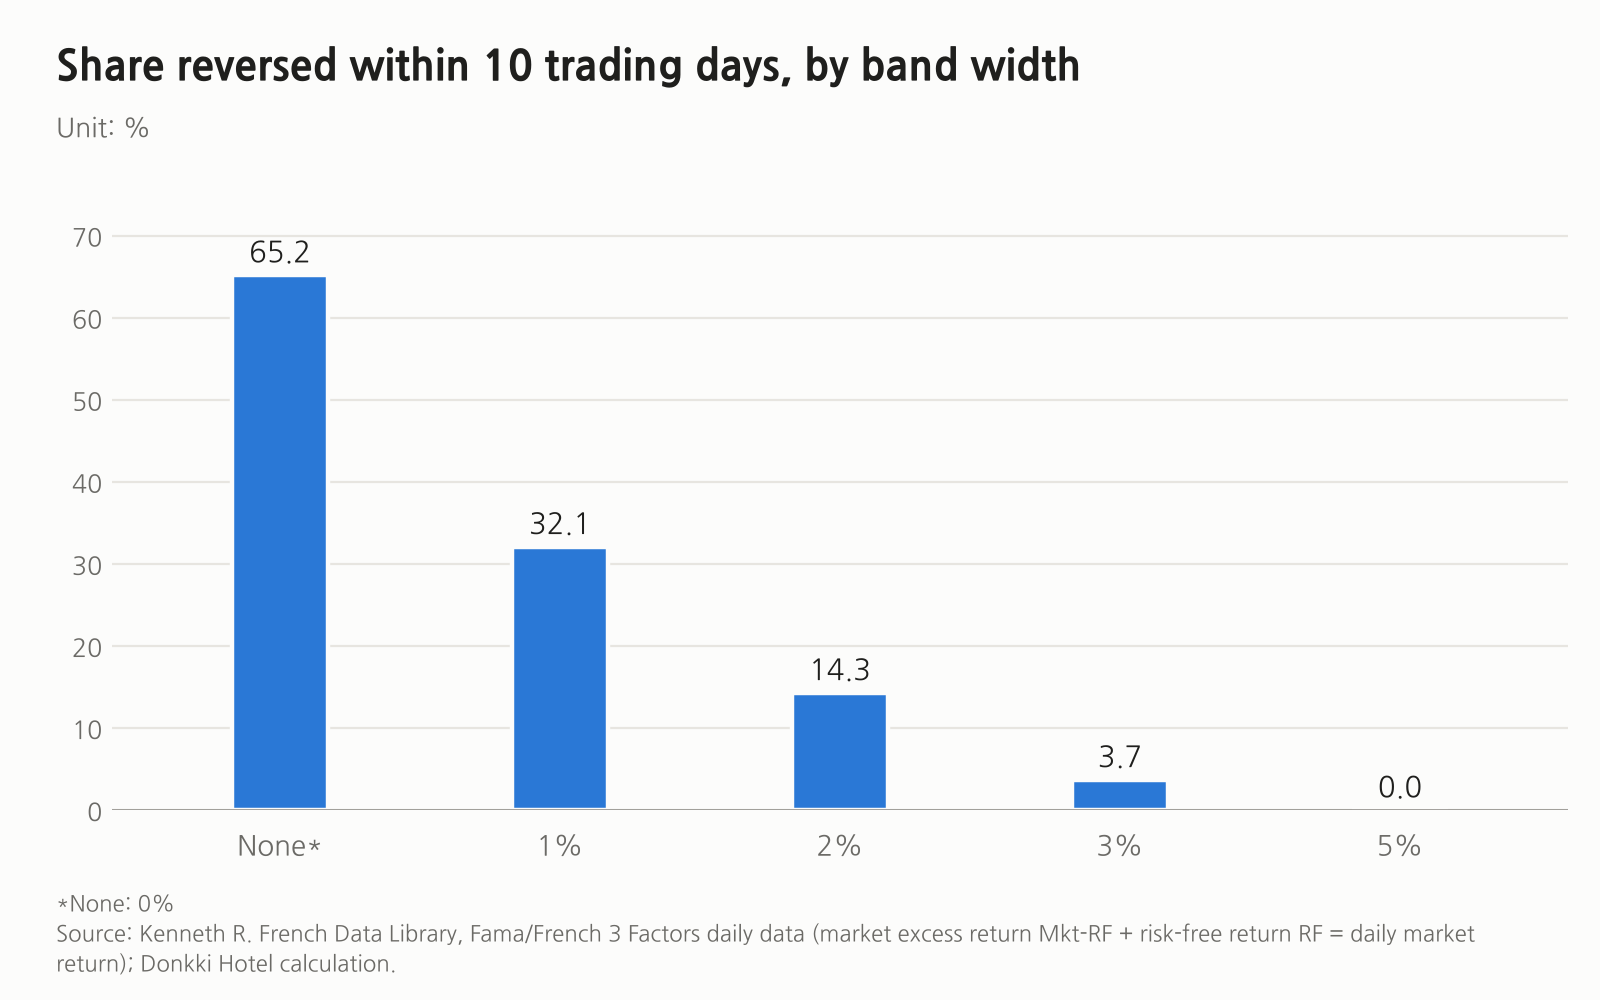 Share reversed within 10 trading days, by band width
Unit: %
70
60
50
40
30
20
10
0
65.2
32.1
14.3
3.7
0.0
None*
1%
2%
3%
5%
*None: 0%
Source: Kenneth R. French Data Library, Fama/French 3 Factors daily data (market excess return Mkt-RF + risk-free return RF = daily market
return); Donkki Hotel calculation.